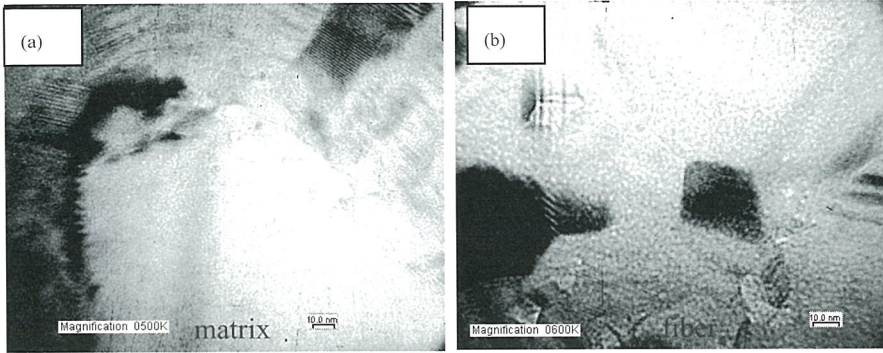 (a)
Magnification 0500K
matrix
10.0 nm
(b)
Magnification 0600K
fiber
10.0 nm